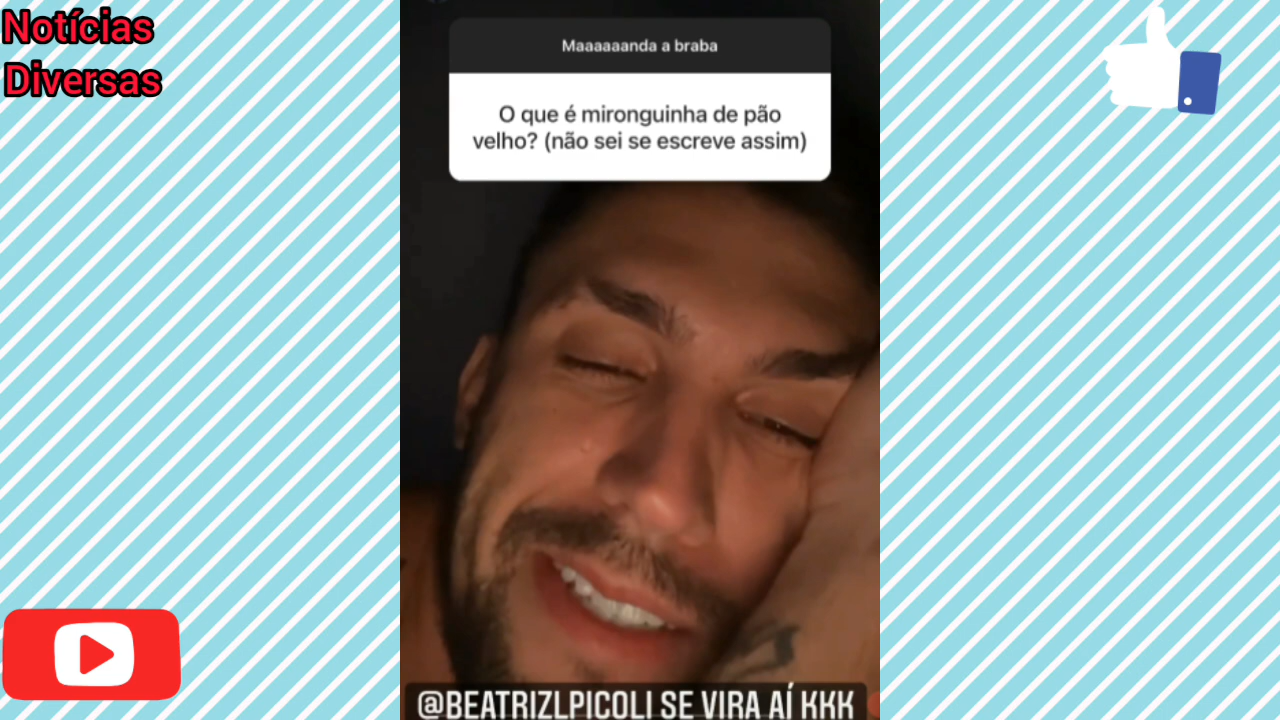 Notícias
Diversas
Maaaaaanda a braba
O que é mironguinha de pão
velho? (não sei se escreve assim)
@BEATRIZLPICOLI SE VIRA AÍ KKK